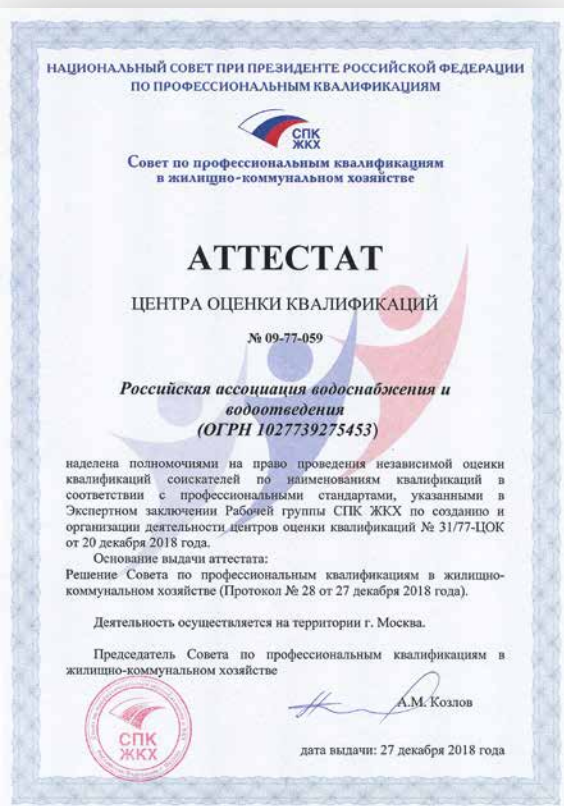 НАЦИОНАЛЬНЫЙ СОВЕТ ПРИ ПРЕЗИДЕНТЕ РОССИЙСКОЙ ФЕДЕРАЦИИ
ПО ПРОФЕССИОНАЛЬНЫМ КВАЛИФИКАЦИЯМ
СПК
ЖКХ
Совет по профессиональным квалификациям
в жилищно-коммунальном хозяйстве
АТТЕСТАТ
ЦЕНТРА ОЦЕНКИ КВАЛИФИКАЦИЙ
№ 09-77-059
Российская ассоциация водоснабжения и
водоотведения
(ОГРН 1027739275453)
наделена полномочиями на право проведения независимой оценки
квалификаций соискателей по наименованиям квалификаций в
соответствии с профессиональными стандартами, указанными в
Экспертном заключении Рабочей группы СПК ЖКХ по созданию и
организации деятельности центров оценки квалификаций № 31/77-ЦОК
от 20 декабря 2018 года.
Основание выдачи аттестата:
Решение Совета по профессиональным квалификациям в жилищно-
коммунальном хозяйстве (Протокол № 28 от 27 декабря 2018 года).
Деятельность осуществляется на территории г. Москва.
Председатель Совета по профессиональным квалификациям в
жилищно-коммунальном хозяйстве
А.М. Козлов
СПК
ЖКХ
дата выдачи: 27 декабря 2018 года